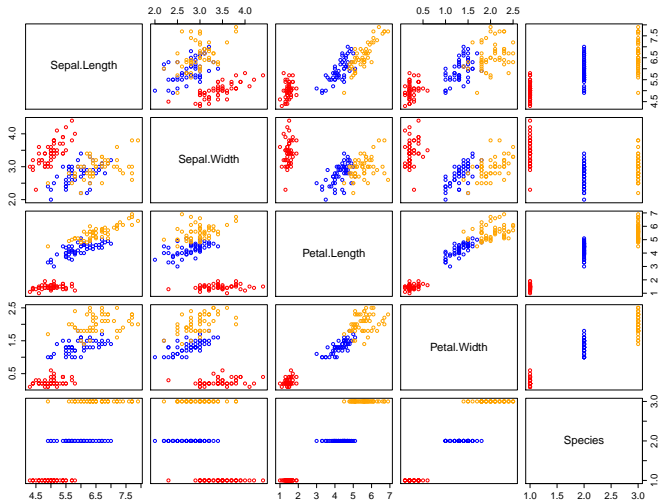 2.0 2.5 3.0 3.5 4.0
0.5 1.5 2.5
Sepal.Length
4.5 5.5 6.5 7.5
2.0 3.0 4.0
Sepal.Width
Petal.Length
1 2 3 4 5 6 7
0.5 1.5 2.5
Petal.Width
Species
1.0 2.0 3.0
4.5 5.5 6.5 7.5
1 2 3 4 5 6 7
1.0 1.5 2.0 2.5 3.0